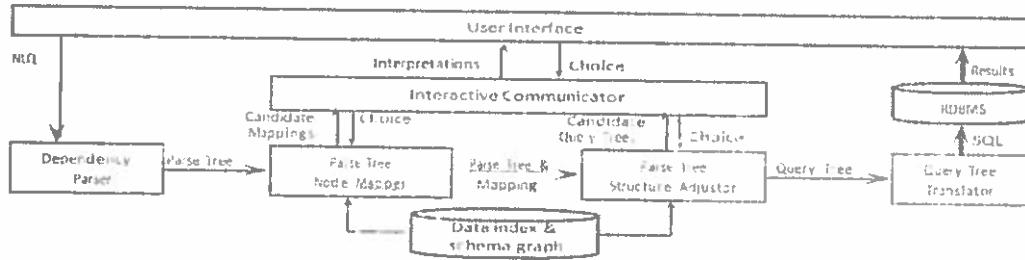 User Interface
NLQ
Interpretations
Choice
Results
Interactive Communicator
RDBMS
Candidate
Mappings
Choice
Candidate
Query Trees
Choice
SQL
Dependency
Parser
Parse Tree
Parse Tree
Node Mapper
Parse Tree &
Mapping
Parse Tree
Structure Adjustor
Query Tree
Query Tree
Translator
Data index &
schema graph